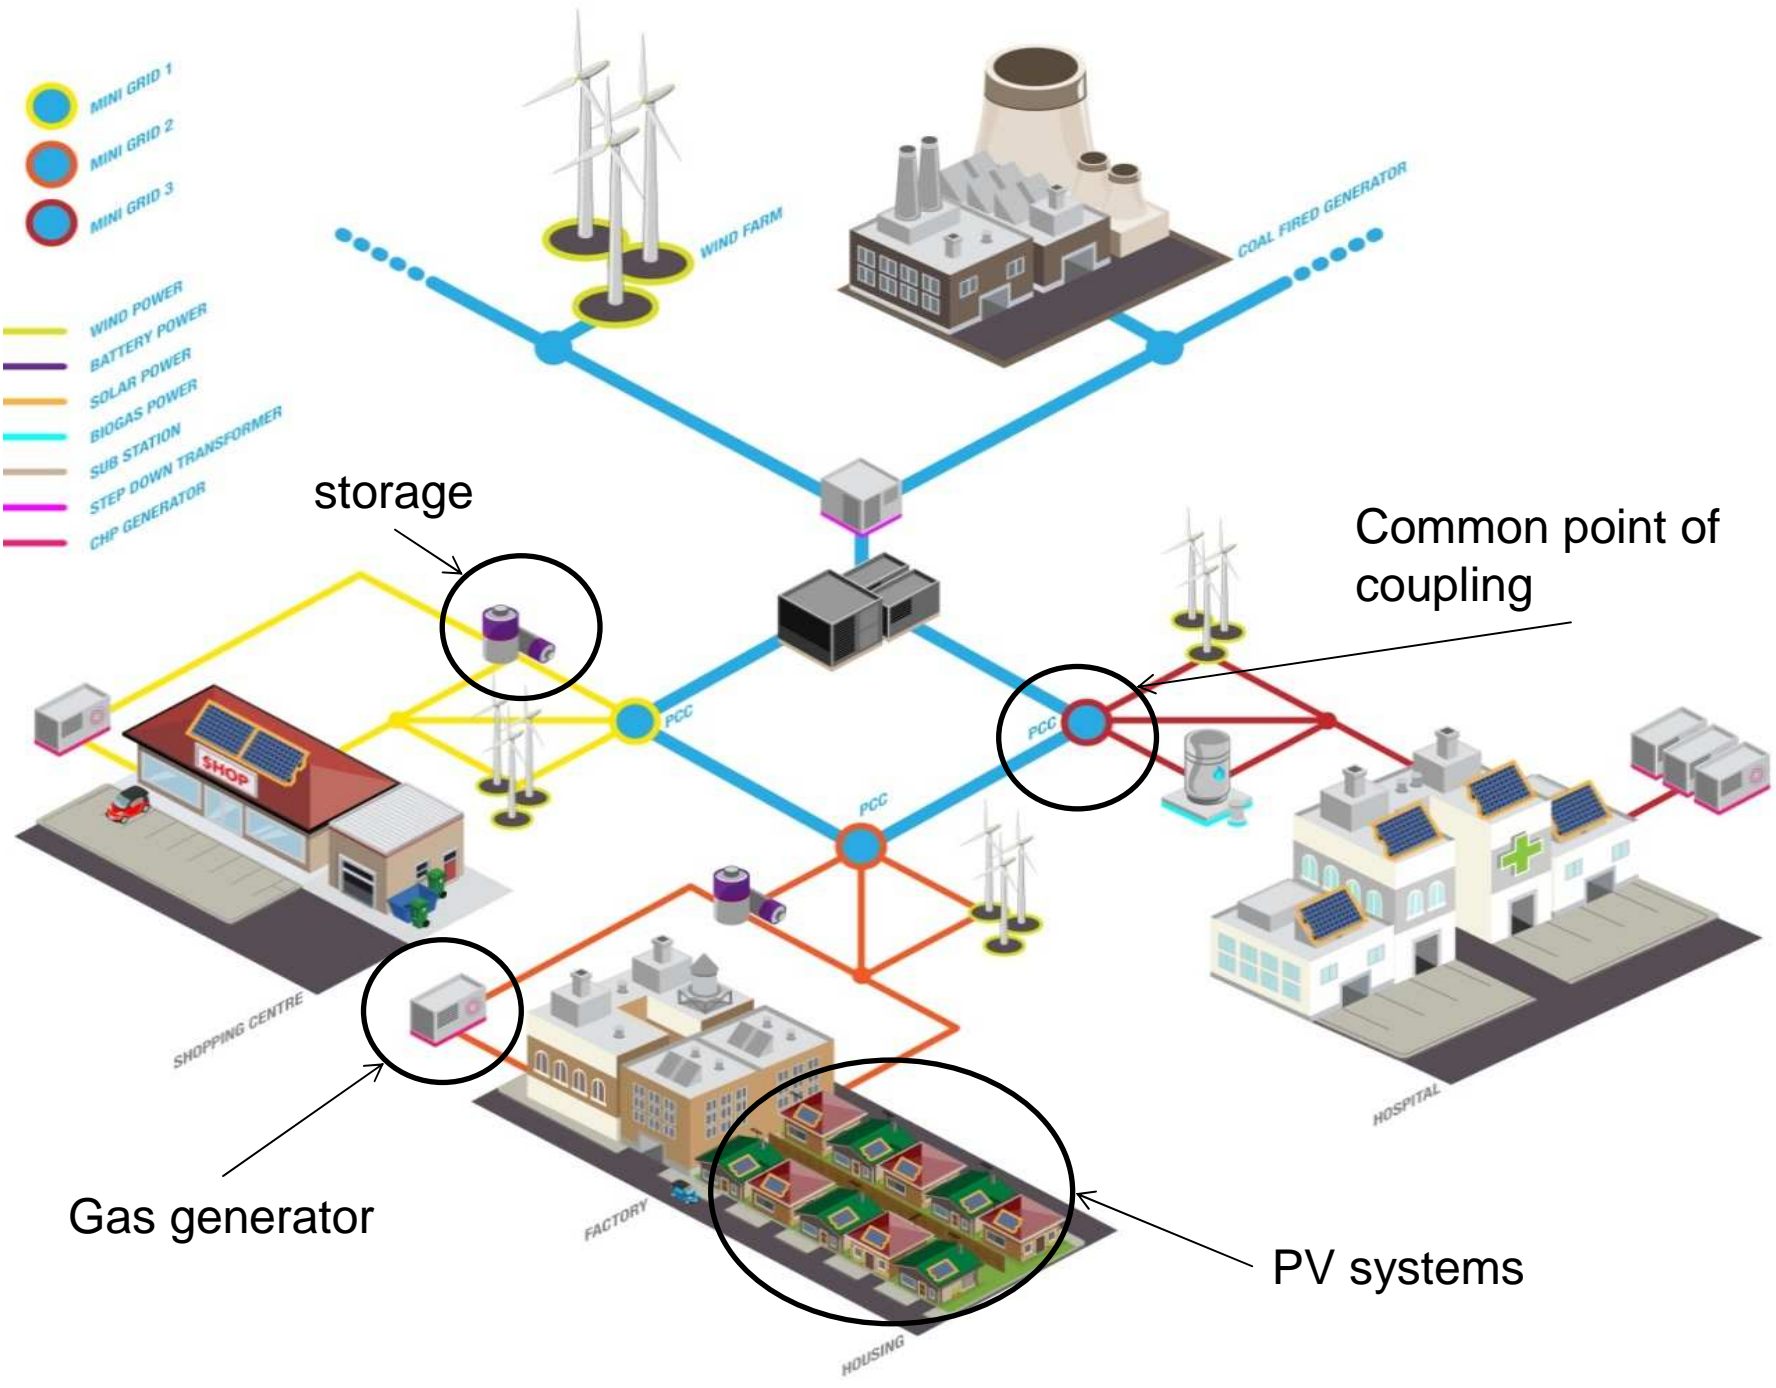 MINI GRID 1
MINI GRID 2
MINI GRID 3
WIND FARM
COAL FIRED GENERATOR
WIND POWER
BATTERY POWER
SOLAR POWER
BIOGAS POWER
SUB STATION
STEP DOWN TRANSFORMER
CHP GENERATOR
storage
Common point of
coupling
PCC
PCC
SHOP
PCC
SHOPPING CENTRE
HOSPITAL
Gas generator
FACTORY
PV systems
HOUSING